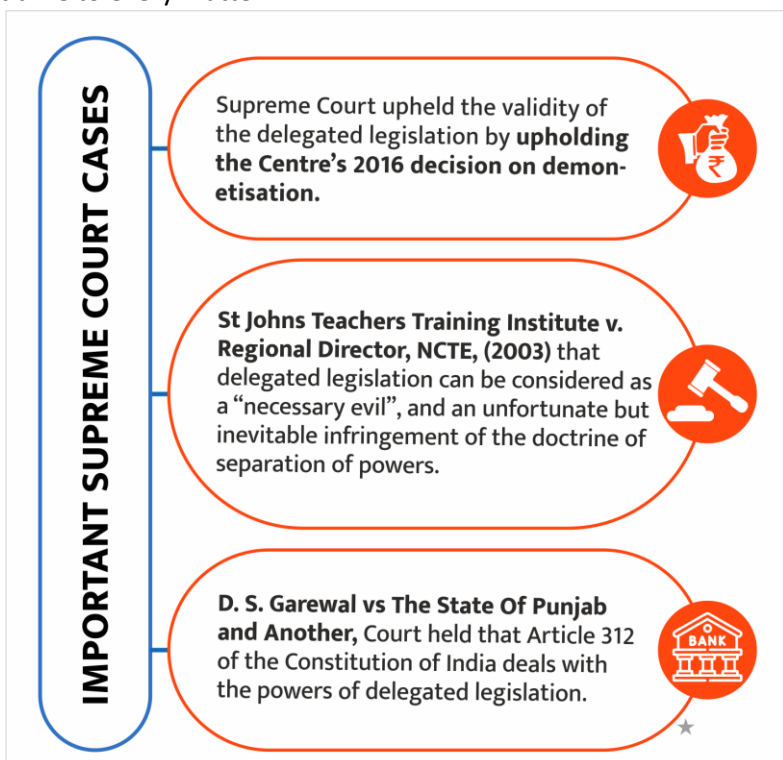 IMPORTANT SUPREME COURT CASES
Supreme Court upheld the validity of
the delegated legislation by upholding
the Centre's 2016 decision on demon-
etisation.
₹
St Johns Teachers Training Institute v.
Regional Director, NCTE, (2003) that
delegated legislation can be considered as
a “necessary evil”, and an unfortunate but
inevitable infringement of the doctrine of
separation of powers.
D. S. Garewal vs The State Of Punjab
and Another, Court held that Article 312
of the Constitution of India deals with
the powers of delegated legislation.
BANK